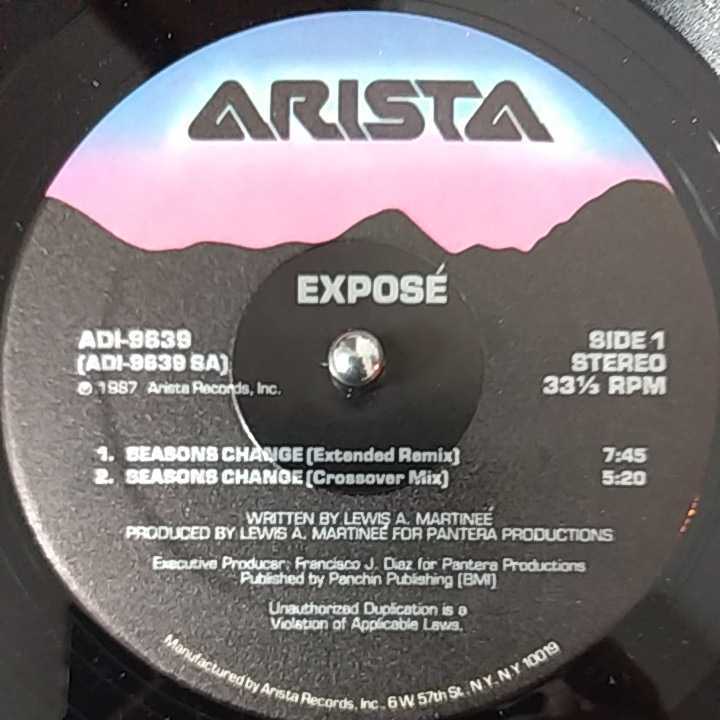 ARISTA
EXPOSÉ
ADI-9639
(ADI-9639 SA)
℗ 1987 Arista Records, Inc.
SIDE 1
STEREO
33⅓ RPM
1. SEASONS CHANGE (Extended Remix) 7:45
2. SEASONS CHANGE (Crossover Mix) 5:20
WRITTEN BY LEWIS A. MARTINEÉ
PRODUCED BY LEWIS A. MARTINEÉ FOR PANTERA PRODUCTIONS
Executive Producer: Francisco J. Diaz for Pantera Productions
Published by Panchin Publishing (BMI)
Unauthorized Duplication is a
Violation of Applicable Laws.
Manufactured by Arista Records, Inc. 6 W. 57th St. N.Y. N.Y. 10019